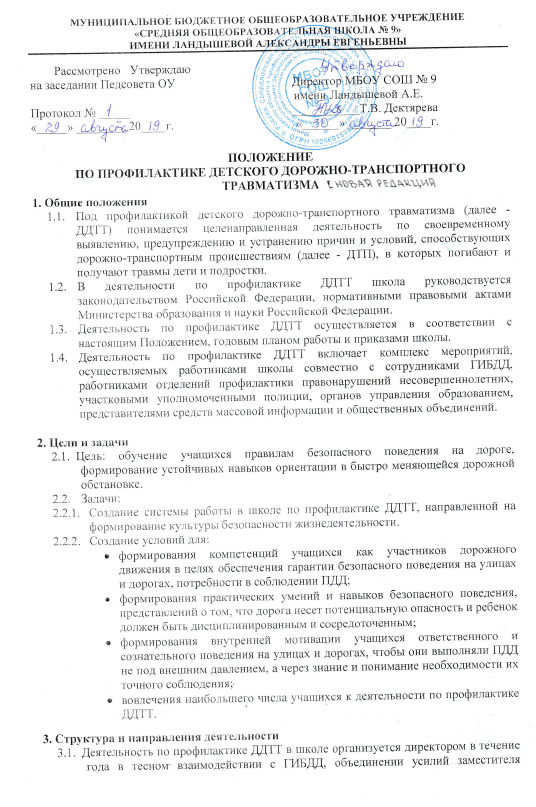 МУНИЦИПАЛЬНОЕ БЮДЖЕТНОЕ ОБЩЕОБРАЗОВАТЕЛЬНОЕ УЧРЕЖДЕНИЕ
«СРЕДНЯЯ ОБЩЕОБРАЗОВАТЕЛЬНАЯ ШКОЛА № 9»
ИМЕНИ ЛАНДЫШЕВОЙ АЛЕКСАНДРЫ ЕВГЕНЬЕВНЫ
Рассмотрено Утверждаю
на заседании Педсовета ОУ
Протокол № 1
« 29 » августа 2019 г.
Утверждаю
Директор МБОУ СОШ № 9
имени Ландышевой А.Е.
Т.В. Дектярева
« 30 » августа 2019 г.
МБОУ
СОШ
ПОЛОЖЕНИЕ
ПО ПРОФИЛАКТИКЕ ДЕТСКОГО ДОРОЖНО-ТРАНСПОРТНОГО
ТРАВМАТИЗМА НОВАЯ РЕДАКЦИЯ
1. Общие положения
1.1. Под профилактикой детского дорожно-транспортного травматизма (далее -
ДДТТ) понимается целенаправленная деятельность по своевременному
выявлению, предупреждению и устранению причин и условий, способствующих
дорожно-транспортным происшествиям (далее - ДТП), в которых погибают и
получают травмы дети и подростки.
1.2. В деятельности по профилактике ДДТТ школа руководствуется
законодательством Российской Федерации, нормативными правовыми актами
Министерства образования и науки Российской Федерации.
1.3. Деятельность по профилактике ДДТТ осуществляется в соответствии с
настоящим Положением, годовым планом работы и приказами школы.
1.4. Деятельность по профилактике ДДТТ включает комплекс мероприятий,
осуществляемых работниками школы совместно с сотрудниками ГИБДД,
работниками отделений профилактики правонарушений несовершеннолетних,
участковыми уполномоченными полиции, органов управления образованием,
представителями средств массовой информации и общественных объединений.
2. Цели и задачи
2.1. Цель: обучение учащихся правилам безопасного поведения на дороге,
формирование устойчивых навыков ориентации в быстро меняющейся дорожной
обстановке.
2.2. Задачи:
2.2.1. Создание системы работы в школе по профилактике ДДТТ, направленной на
формирование культуры безопасности жизнедеятельности.
2.2.2. Создание условий для:
• формирования компетенций учащихся как участников дорожного
движения в целях обеспечения гарантии безопасного поведения на улицах
и дорогах, потребности в соблюдении ПДД;
• формирования практических умений и навыков безопасного поведения,
представлений о том, что дорога несет потенциальную опасность и ребенок
должен быть дисциплинированным и сосредоточенным;
• формирования внутренней мотивации учащихся ответственного и
сознательного поведения на улицах и дорогах, чтобы они выполняли ПДД
не под внешним давлением, а через знание и понимание необходимости их
точного соблюдения;
• вовлечения наибольшего числа учащихся к деятельности по профилактике
ДДТТ.
3. Структура и направления деятельности
3.1. Деятельность по профилактике ДДТТ в школе организуется директором в течение
года в тесном взаимодействии с ГИБДД, объединении усилий заместителя